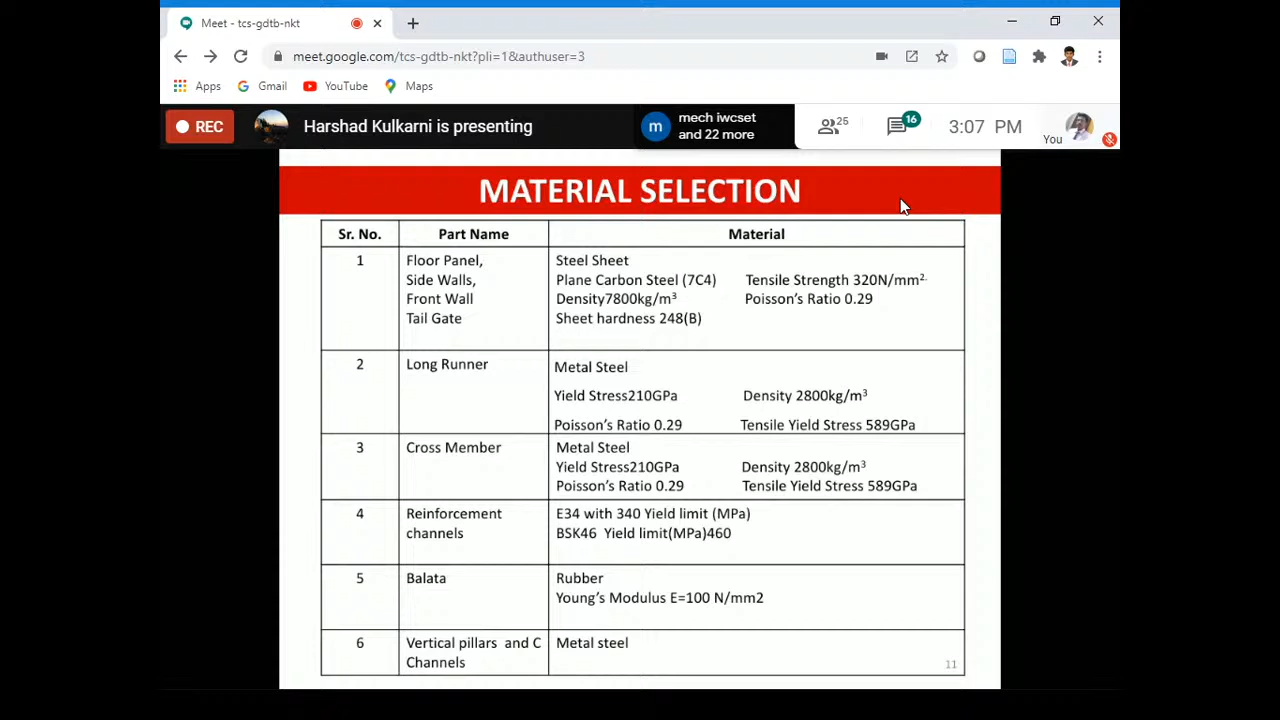 Meet - tcs-gdtb-nkt
meet.google.com/tcs-gdtb-nkt?pli=1&authuser=3
Apps Gmail YouTube Maps
REC
Harshad Kulkarni is presenting
m
mech iwcset
and 22 more
25
16
3:07 PM
You
MATERIAL SELECTION
Sr. No. Part Name Material
1
Floor Panel,
Side Walls,
Front Wall
Tail Gate
Steel Sheet
Plane Carbon Steel (7C4) Tensile Strength 320N/mm².
Density7800kg/m³ Poisson's Ratio 0.29
Sheet hardness 248(B)
2
Long Runner
Metal Steel
Yield Stress210GPa Density 2800kg/m³
Poisson's Ratio 0.29 Tensile Yield Stress 589GPa
3
Cross Member
Metal Steel
Yield Stress210GPa Density 2800kg/m³
Poisson's Ratio 0.29 Tensile Yield Stress 589GPa
4
Reinforcement
channels
E34 with 340 Yield limit (MPa)
BSK46 Yield limit(MPa)460
5
Balata
Rubber
Young's Modulus E=100 N/mm2
6
Vertical pillars and C
Channels
Metal steel
11